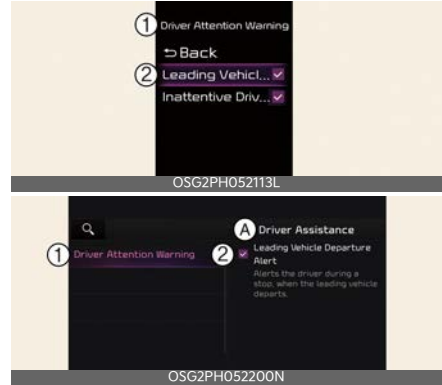 ① Driver Attention Warning
Back
② Leading Vehicl...
Inattentive Driv...
OSG2PH052113L
Ⓐ Driver Assistance
① Driver Attention Warning
② Leading Vehicle Departure
Alert
Alerts the driver during a
stop, when the leading vehicle
departs.
OSG2PH052200N